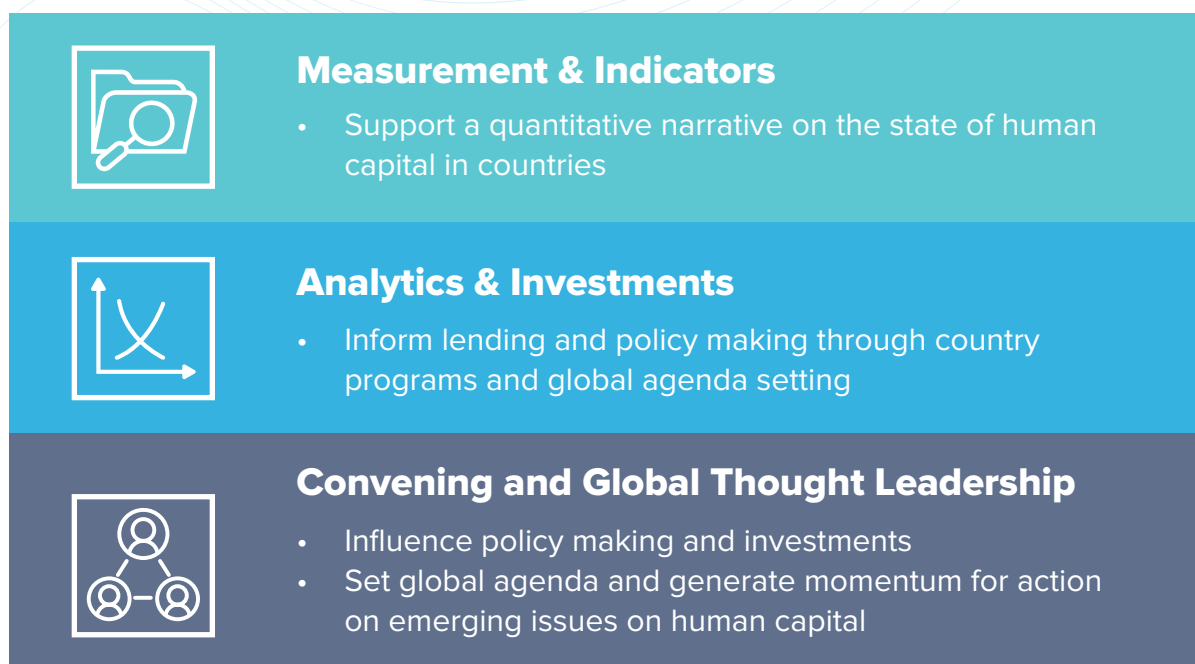 Measurement & Indicators
• Support a quantitative narrative on the state of human
capital in countries
Analytics & Investments
• Inform lending and policy making through country
programs and global agenda setting
Convening and Global Thought Leadership
• Influence policy making and investments
• Set global agenda and generate momentum for action
on emerging issues on human capital